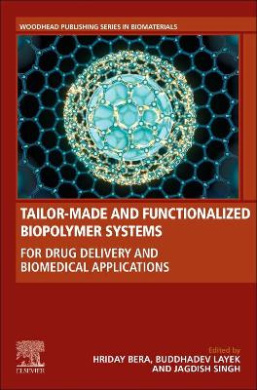 WOODHEAD PUBLISHING SERIES IN BIOMATERIALS
TAILOR-MADE AND FUNCTIONALIZED
BIOPOLYMER SYSTEMS
FOR DRUG DELIVERY AND
BIOMEDICAL APPLICATIONS
Edited by
HRIDAY BERA, BUDDHADEV LAYEK
AND JAGDISH SINGH
ELSEVIER